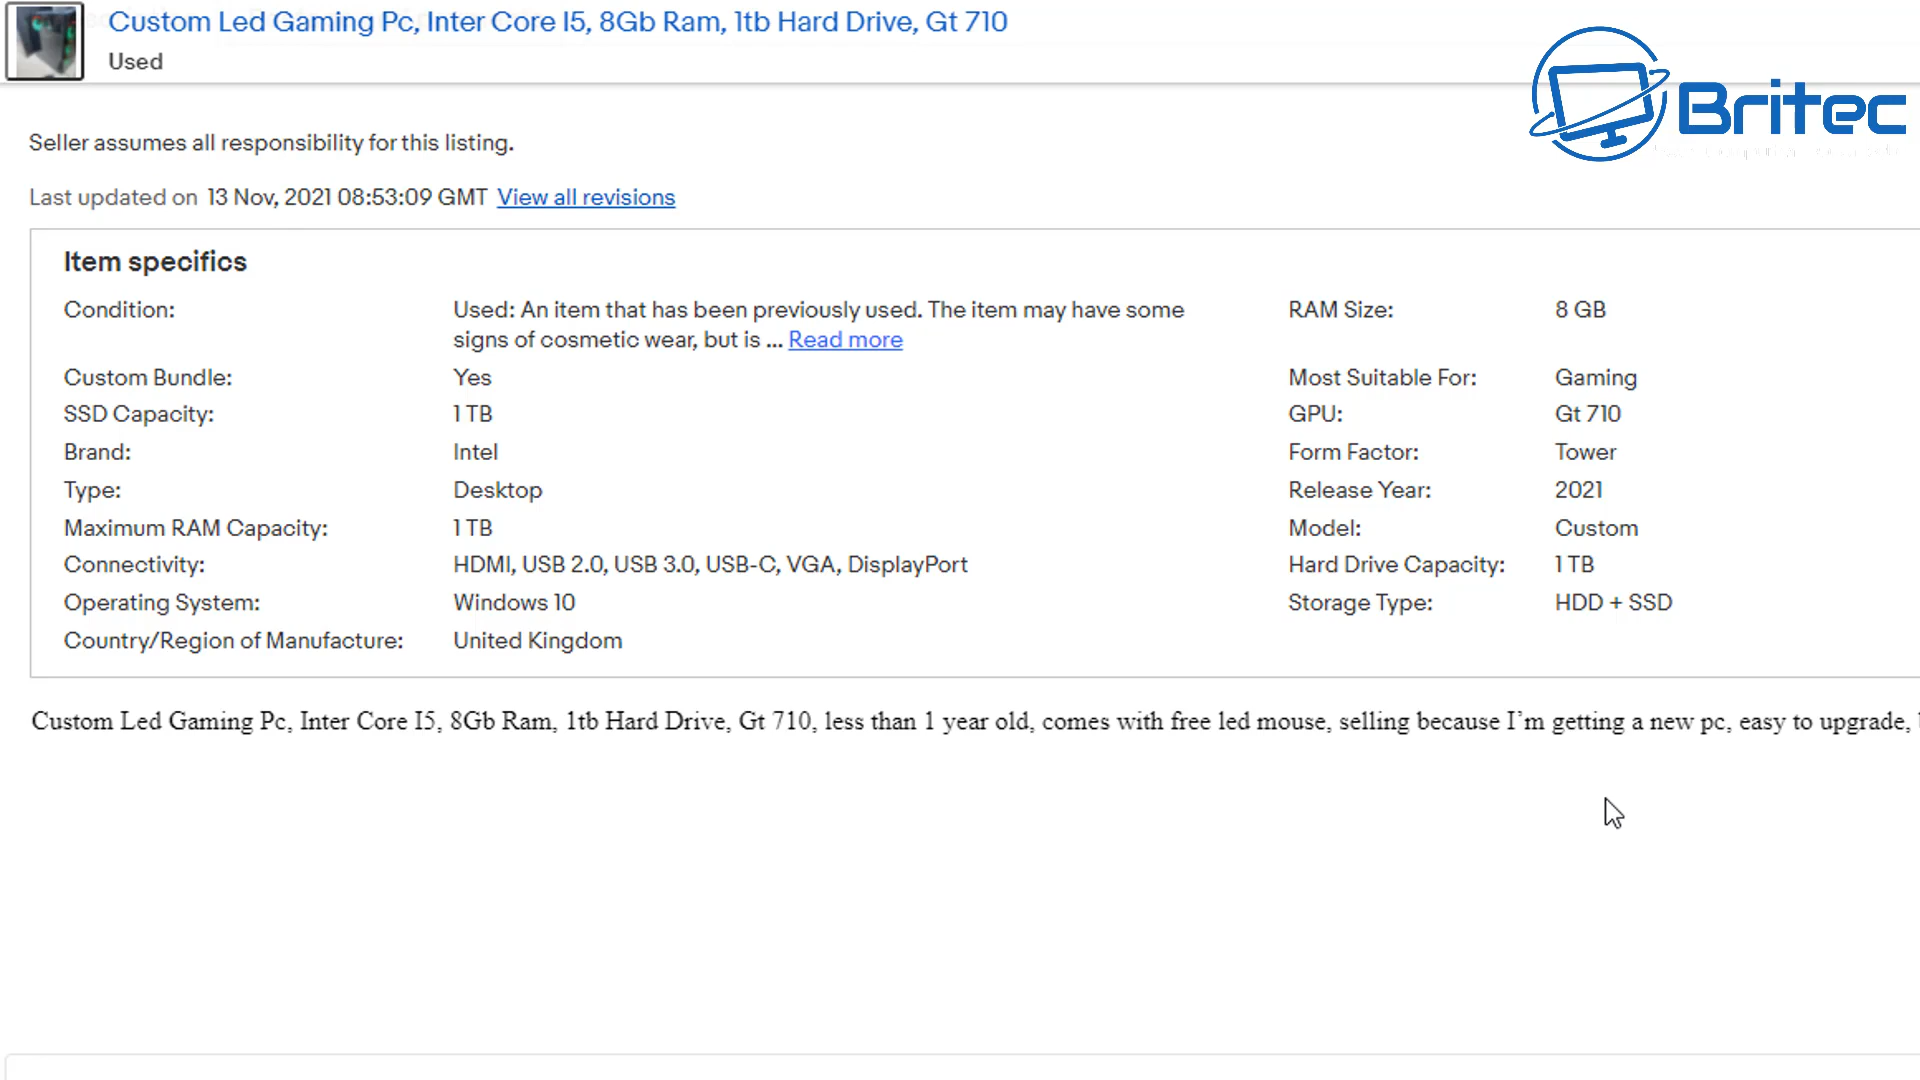 Custom Led Gaming Pc, Inter Core I5, 8Gb Ram, 1tb Hard Drive, Gt 710
Used
Britec
Seller assumes all responsibility for this listing.
Last updated on 13 Nov, 2021 08:53:09 GMT View all revisions
Item specifics
Condition: Used: An item that has been previously used. The item may have some
signs of cosmetic wear, but is ... Read more
RAM Size: 8 GB
Custom Bundle: Yes
Most Suitable For: Gaming
SSD Capacity: 1 TB
GPU: Gt 710
Brand: Intel
Form Factor: Tower
Type: Desktop
Release Year: 2021
Maximum RAM Capacity: 1 TB
Model: Custom
Connectivity: HDMI, USB 2.0, USB 3.0, USB-C, VGA, DisplayPort
Hard Drive Capacity: 1 TB
Operating System: Windows 10
Storage Type: HDD + SSD
Country/Region of Manufacture: United Kingdom
Custom Led Gaming Pc, Inter Core I5, 8Gb Ram, 1tb Hard Drive, Gt 710, less than 1 year old, comes with free led mouse, selling because I’m getting a new pc, easy to upgrade,